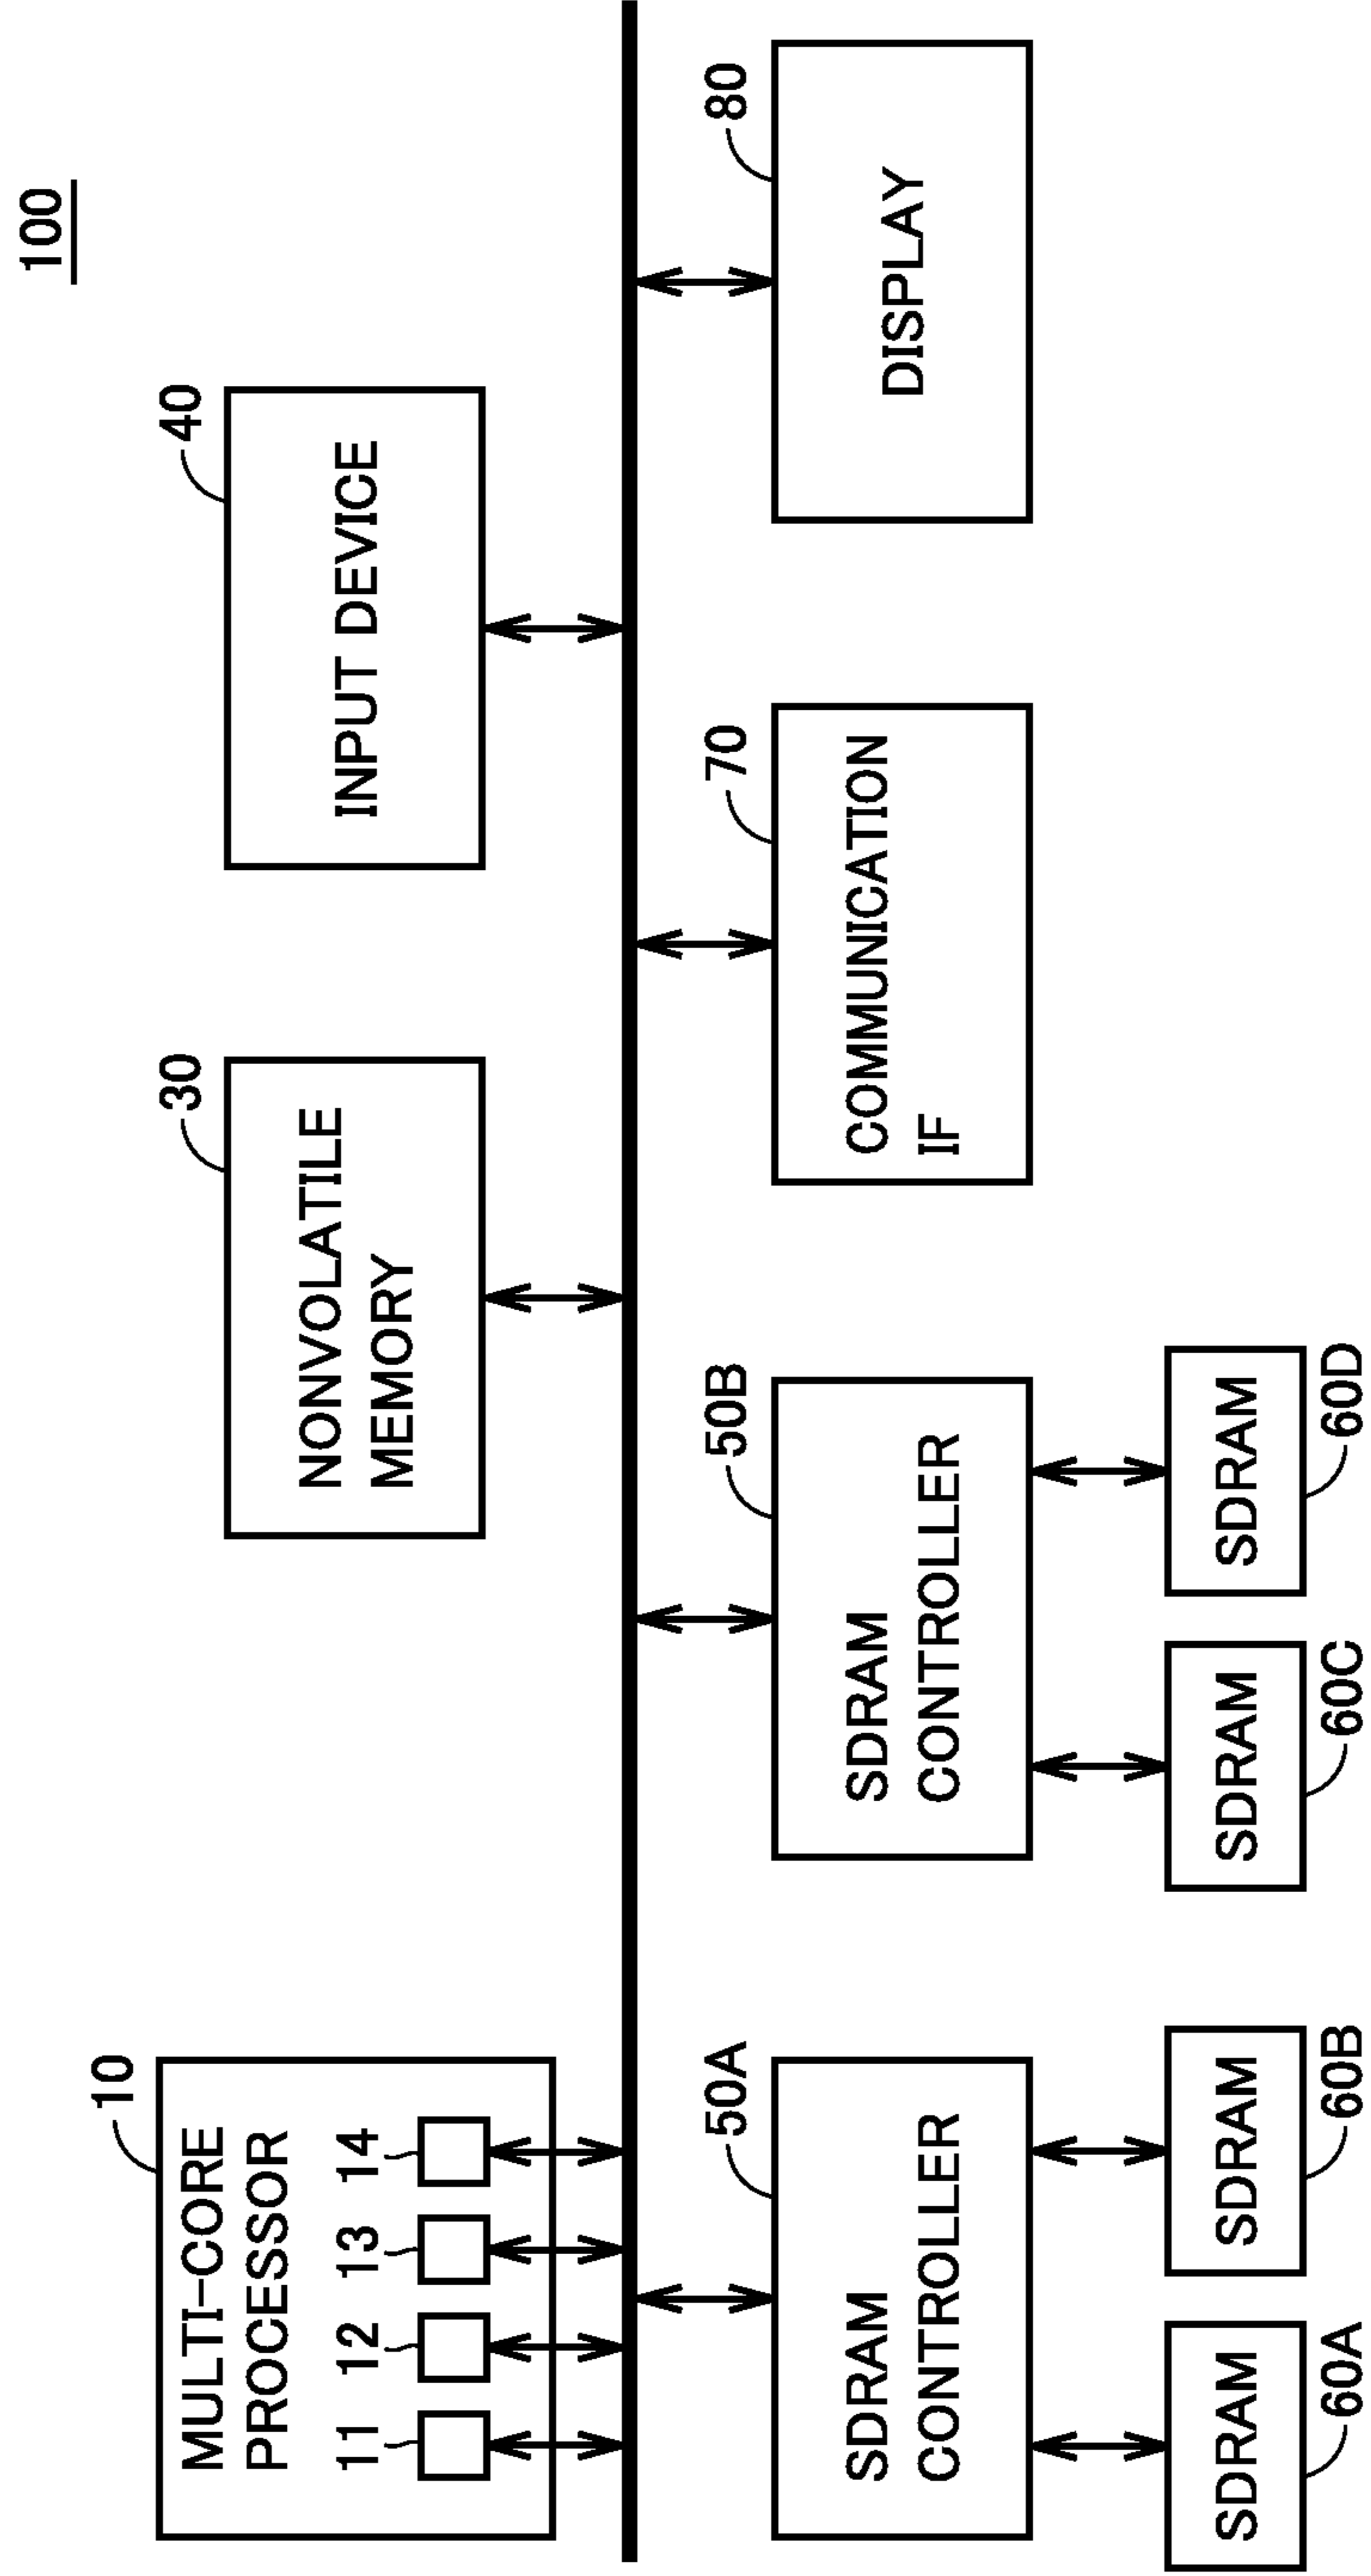 100
10
MULTI-CORE
PROCESSOR
11
12
13
14
30
NONVOLATILE
MEMORY
40
INPUT DEVICE
50A
SDRAM
CONTROLLER
50B
SDRAM
CONTROLLER
70
COMMUNICATION
IF
80
DISPLAY
SDRAM
60A
SDRAM
60B
SDRAM
60C
SDRAM
60D